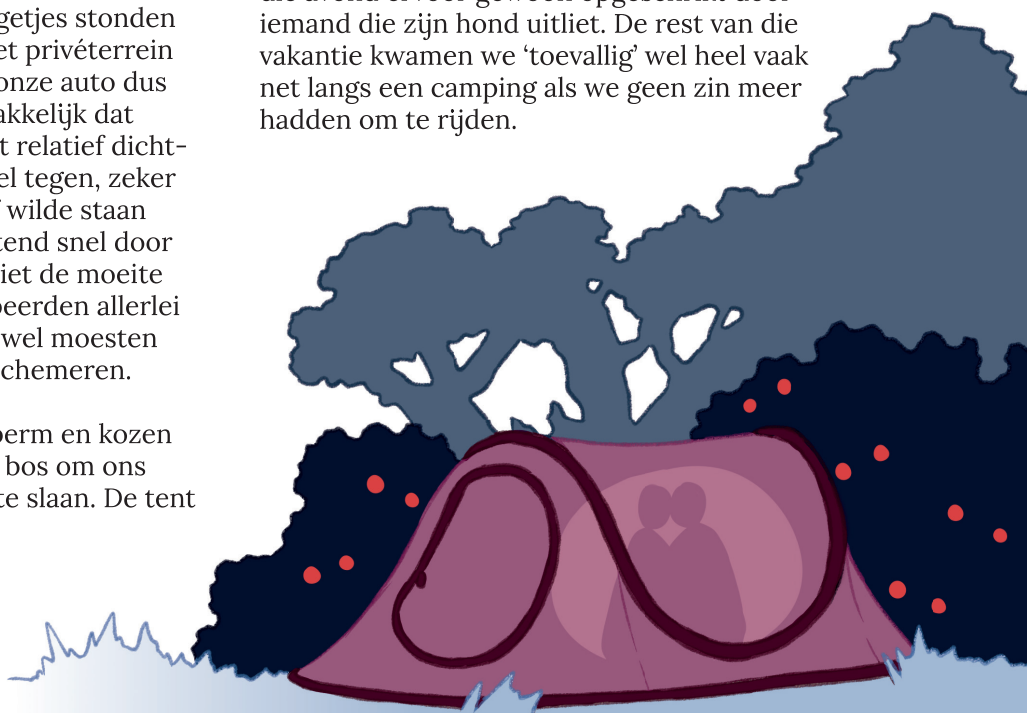 getjes stonden
et privéterrein
onze auto dus
akkelijk dat
t relatief dicht-
el tegen, zeker
wilde staan
tend snel door
iet de moeite
eerden allerlei
wel moesten
chemeren.
erm en kozen
bos om ons
te slaan. De tent
iemand die zijn hond uitliet. De rest van die
vakantie kwamen we ‘toevallig’ wel heel vaak
net langs een camping als we geen zin meer
hadden om te rijden.